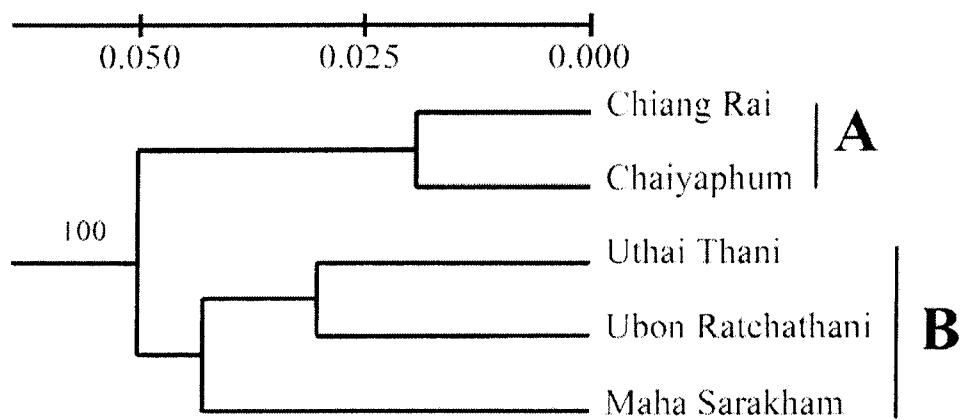 0.050 0.025 0.000
Chiang Rai
A
Chaiyaphum
100
Uthai Thani
Ubon Ratchathani
B
Maha Sarakham